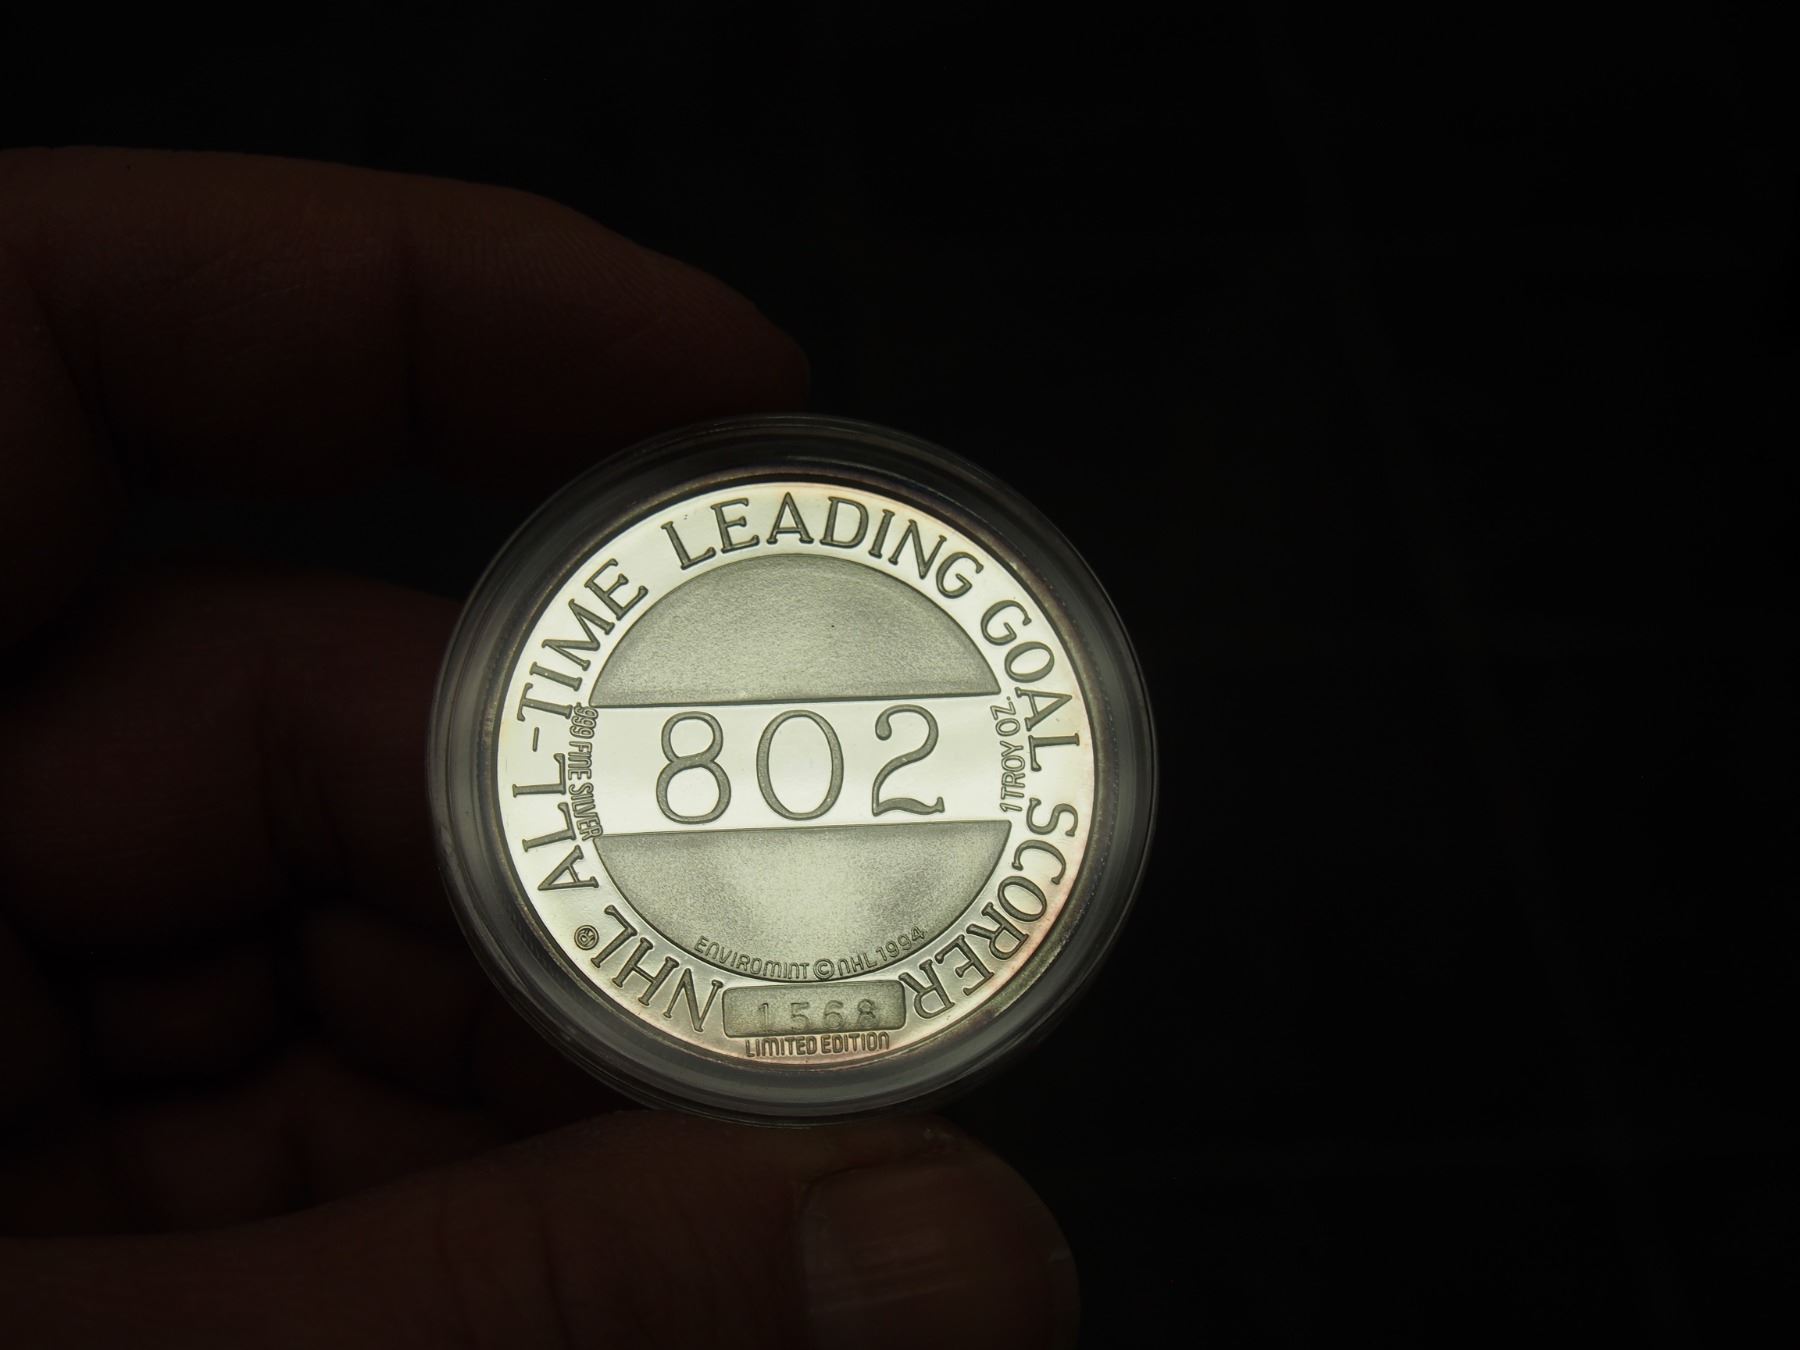 NHL® ALL-TIME LEADING GOAL SCORER
.999 FINE SILVER
802
1 TROY OZ.
ENVIROMINT © NHL 1994
1568
LIMITED EDITION